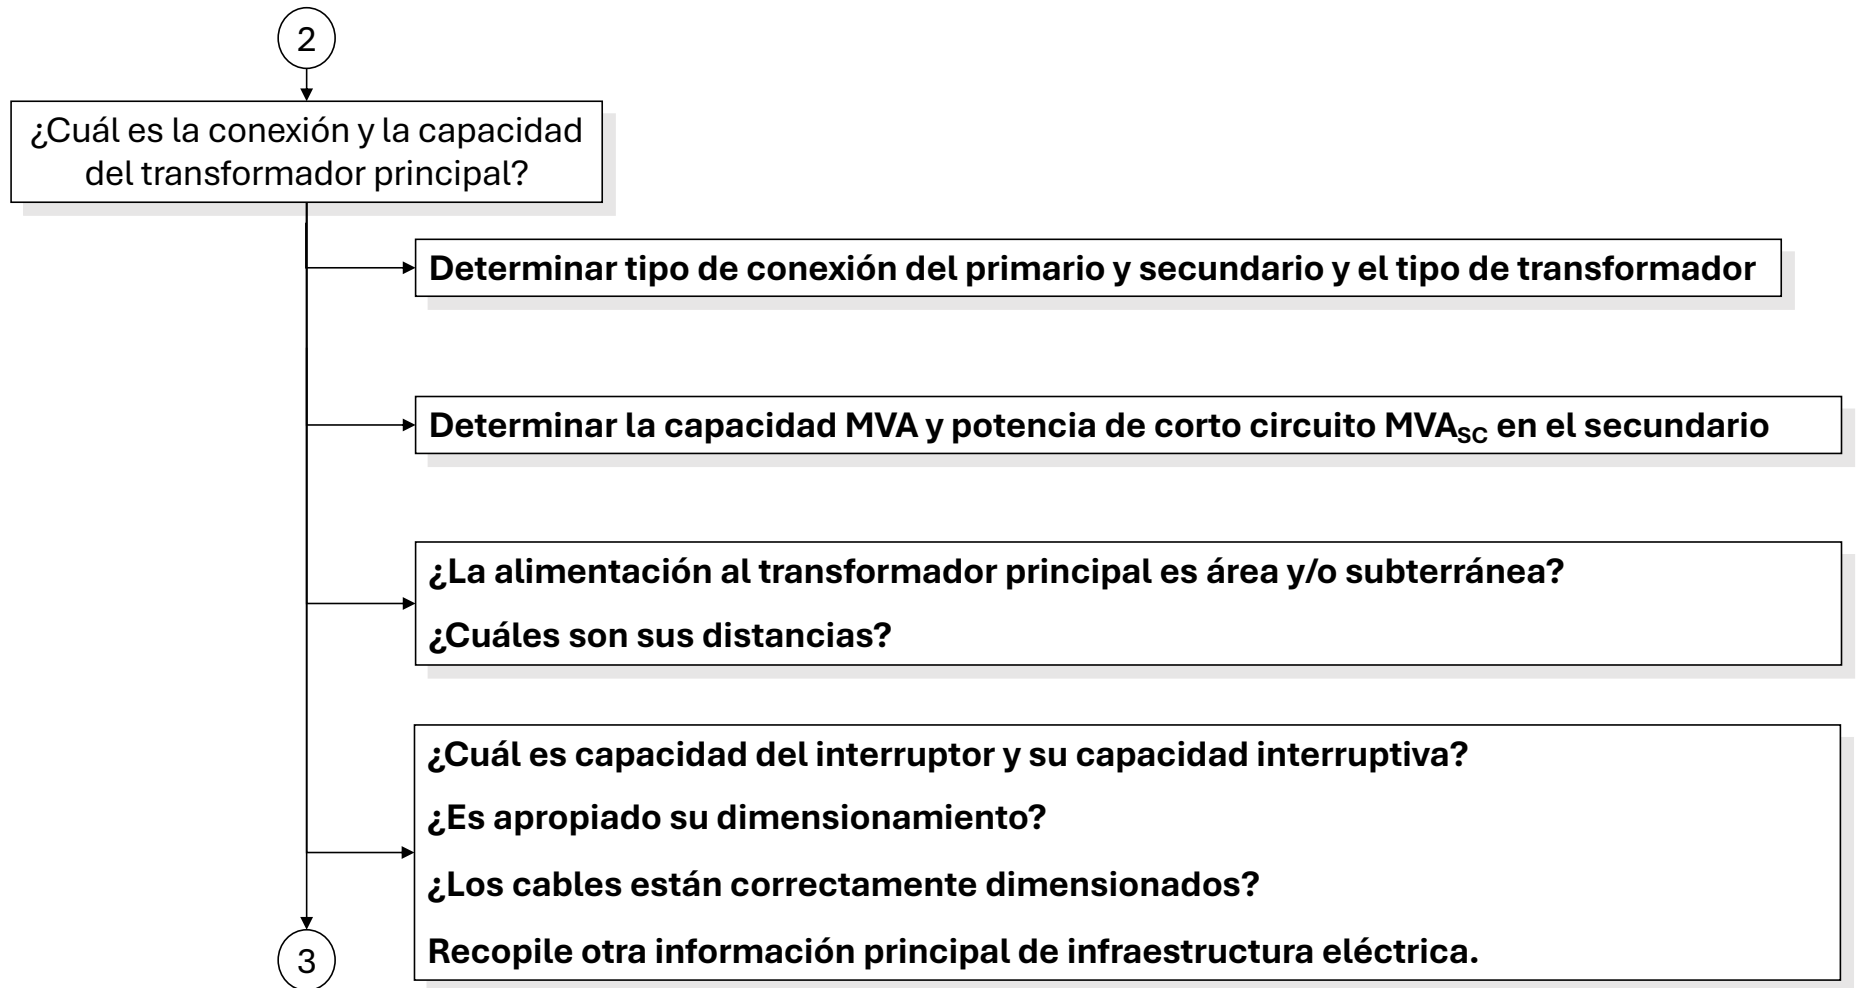 2
¿Cuál es la conexión y la capacidad
del transformador principal?
Determinar tipo de conexión del primario y secundario y el tipo de transformador
Determinar la capacidad MVA y potencia de corto circuito MVA_SC en el secundario
¿La alimentación al transformador principal es área y/o subterránea?
¿Cuáles son sus distancias?
¿Cuál es capacidad del interruptor y su capacidad interruptiva?
¿Es apropiado su dimensionamiento?
¿Los cables están correctamente dimensionados?
Recopile otra información principal de infraestructura eléctrica.
3